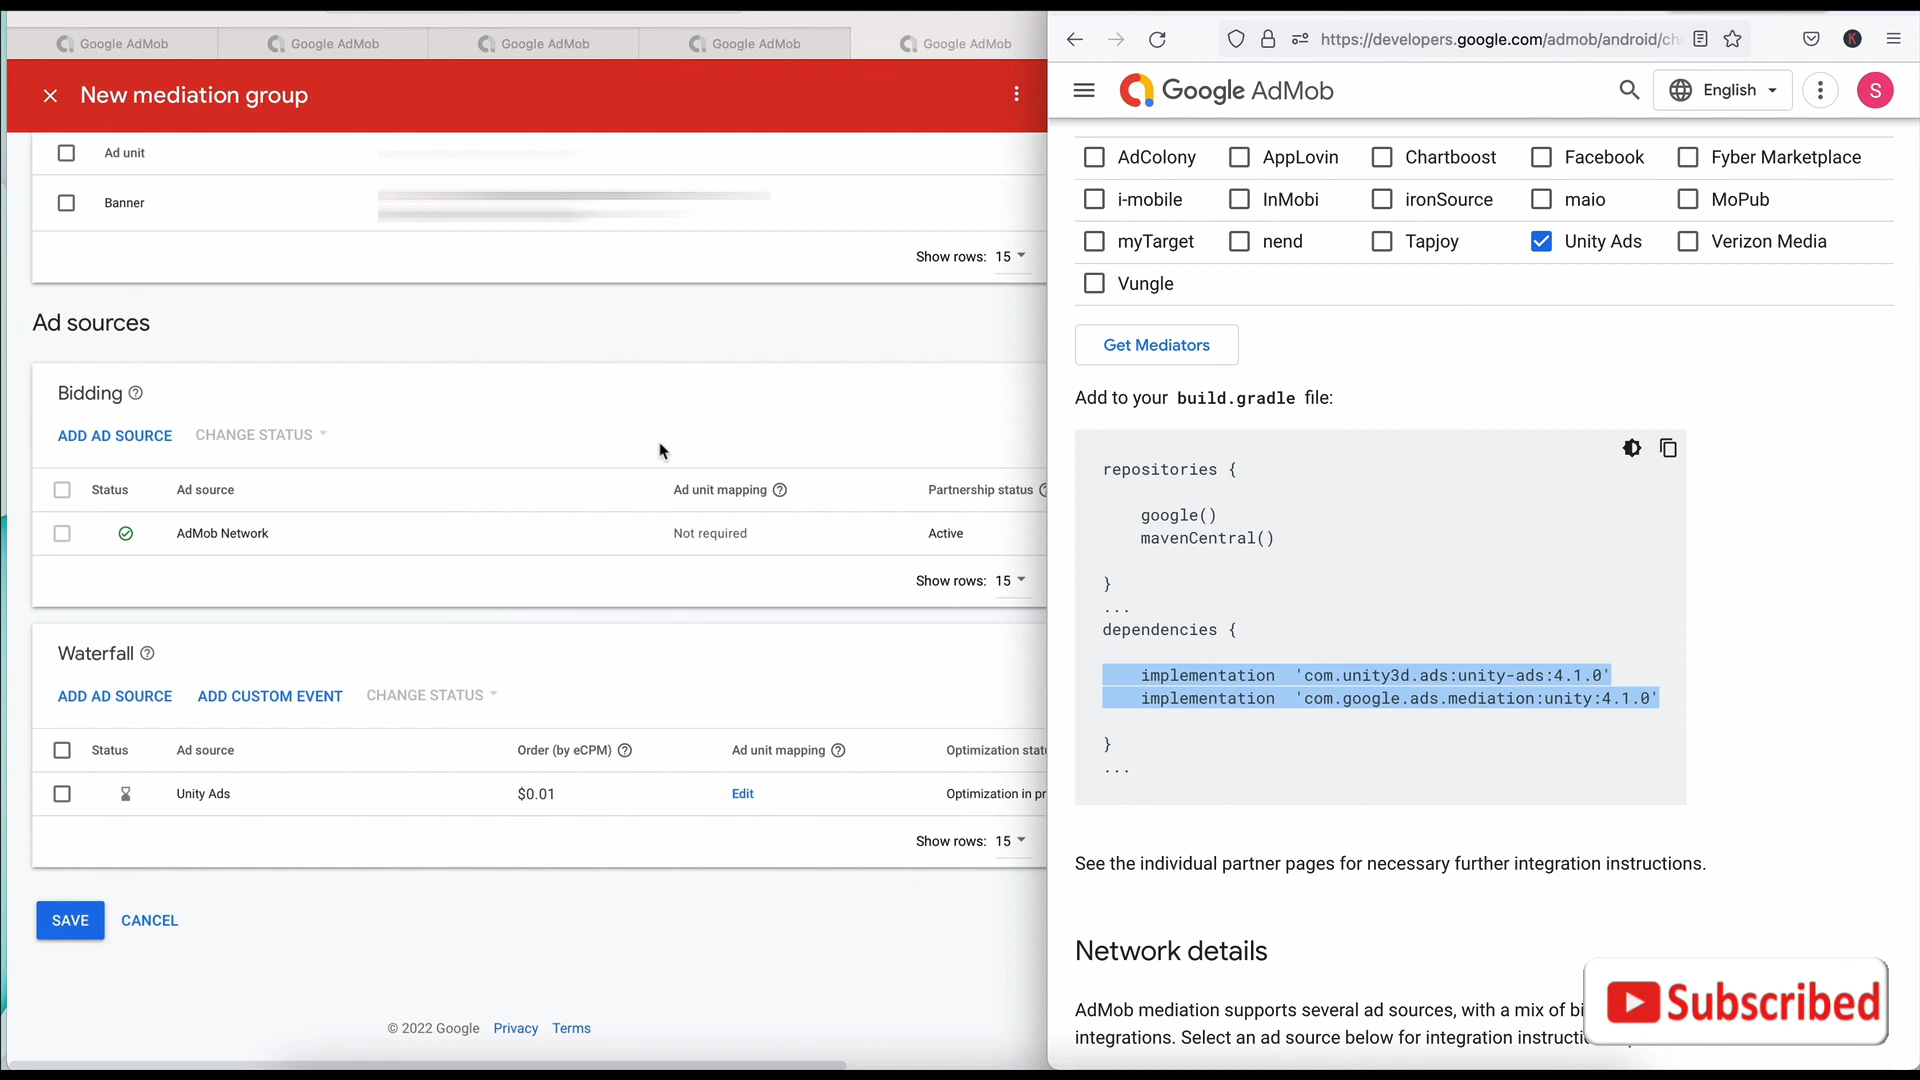 Google AdMob
Google AdMob
Google AdMob
Google AdMob
Google AdMob
New mediation group
Ad unit
Banner
Show rows: 15
Ad sources
Bidding
ADD AD SOURCE CHANGE STATUS
Status Ad source Ad unit mapping Partnership status
AdMob Network Not required Active
Show rows: 15
Waterfall
ADD AD SOURCE ADD CUSTOM EVENT CHANGE STATUS
Status Ad source Order (by eCPM) Ad unit mapping Optimization
Unity Ads $0.01 Edit Optimization in
Show rows: 15
SAVE CANCEL
© 2022 Google Privacy Terms
https://developers.google.com/admob/android/ch
Google AdMob
English
S
K
AdColony AppLovin Chartboost Facebook Fyber Marketplace
i-mobile InMobi ironSource maio MoPub
myTarget nend Tapjoy Unity Ads Verizon Media
Vungle
Get Mediators
Add to your build.gradle file:
repositories {
google()
mavenCentral()
}
...
dependencies {
implementation 'com.unity3d.ads:unity-ads:4.1.0'
implementation 'com.google.ads.mediation:unity:4.1.0'
}
...
See the individual partner pages for necessary further integration instructions.
Network details
AdMob mediation supports several ad sources, with a mix of
integrations. Select an ad source below for integration
Subscribed